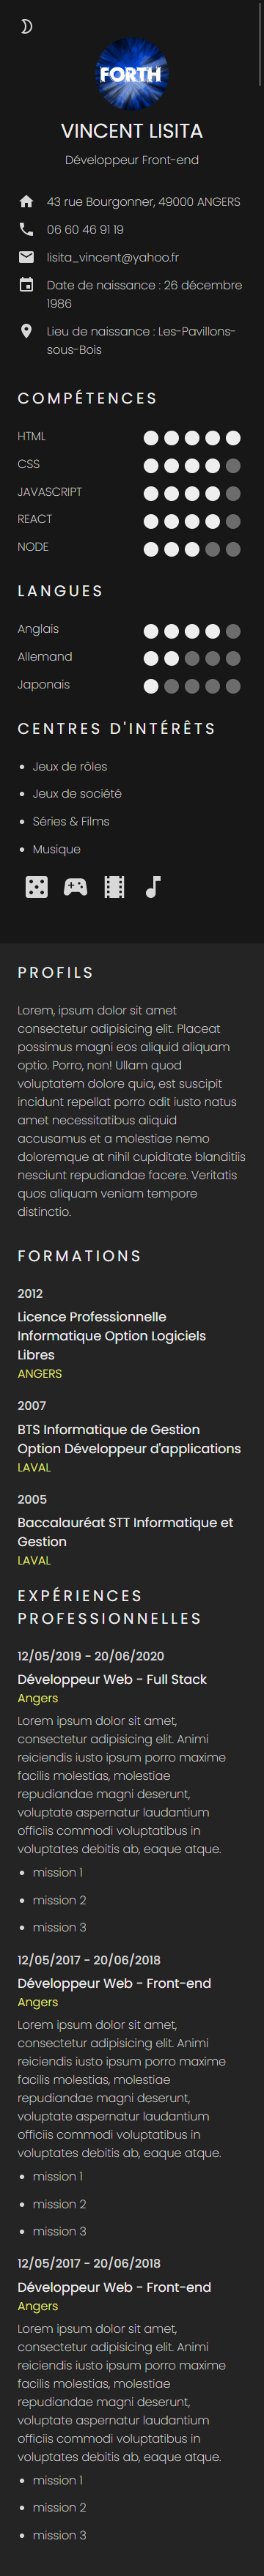 FORTH
VINCENT LISITA
Développeur Front-end
43 rue Bourgonner, 49000 ANGERS
06 60 46 91 19
lisita_vincent@yahoo.fr
Date de naissance : 26 décembre
1986
Lieu de naissance : Les-Pavillons-
sous-Bois
COMPÉTENCES
HTML
CSS
JAVASCRIPT
REACT
NODE
LANGUES
Anglais
Allemand
Japonais
CENTRES D'INTÉRÊTS
Jeux de rôles
Jeux de société
Séries & Films
Musique
PROFILS
Lorem, ipsum dolor sit amet
consectetur adipisicing elit. Placeat
possimus magni eos aliquid aliquam
optio. Porro, non! Ullam quod
voluptatem dolore quia, est suscipit
incidunt repellat porro odit iusto natus
amet necessitatibus aliquid
accusamus et a molestiae nemo
doloremque at nihil cupiditate blanditiis
nesciunt repudiandae facere. Veritatis
quos aliquam veniam tempore
distinctio.
FORMATIONS
2012
Licence Professionnelle
Informatique Option Logiciels
Libres
ANGERS
2007
BTS Informatique de Gestion
Option Développeur d'applications
LAVAL
2005
Baccalauréat STT Informatique et
Gestion
LAVAL
EXPÉRIENCES
PROFESSIONNELLES
12/05/2019 - 20/06/2020
Développeur Web - Full Stack
Angers
Lorem ipsum dolor sit amet,
consectetur adipisicing elit. Animi
reiciendis iusto ipsum porro maxime
facilis molestias, molestiae
repudiandae magni deserunt,
voluptate aspernatur laudantium
officiis commodi voluptatibus in
voluptates debitis ab, eaque atque.
mission 1
mission 2
mission 3
12/05/2017 - 20/06/2018
Développeur Web - Front-end
Angers
Lorem ipsum dolor sit amet,
consectetur adipisicing elit. Animi
reiciendis iusto ipsum porro maxime
facilis molestias, molestiae
repudiandae magni deserunt,
voluptate aspernatur laudantium
officiis commodi voluptatibus in
voluptates debitis ab, eaque atque.
mission 1
mission 2
mission 3
12/05/2017 - 20/06/2018
Développeur Web - Front-end
Angers
Lorem ipsum dolor sit amet,
consectetur adipisicing elit. Animi
reiciendis iusto ipsum porro maxime
facilis molestias, molestiae
repudiandae magni deserunt,
voluptate aspernatur laudantium
officiis commodi voluptatibus in
voluptates debitis ab, eaque atque.
mission 1
mission 2
mission 3